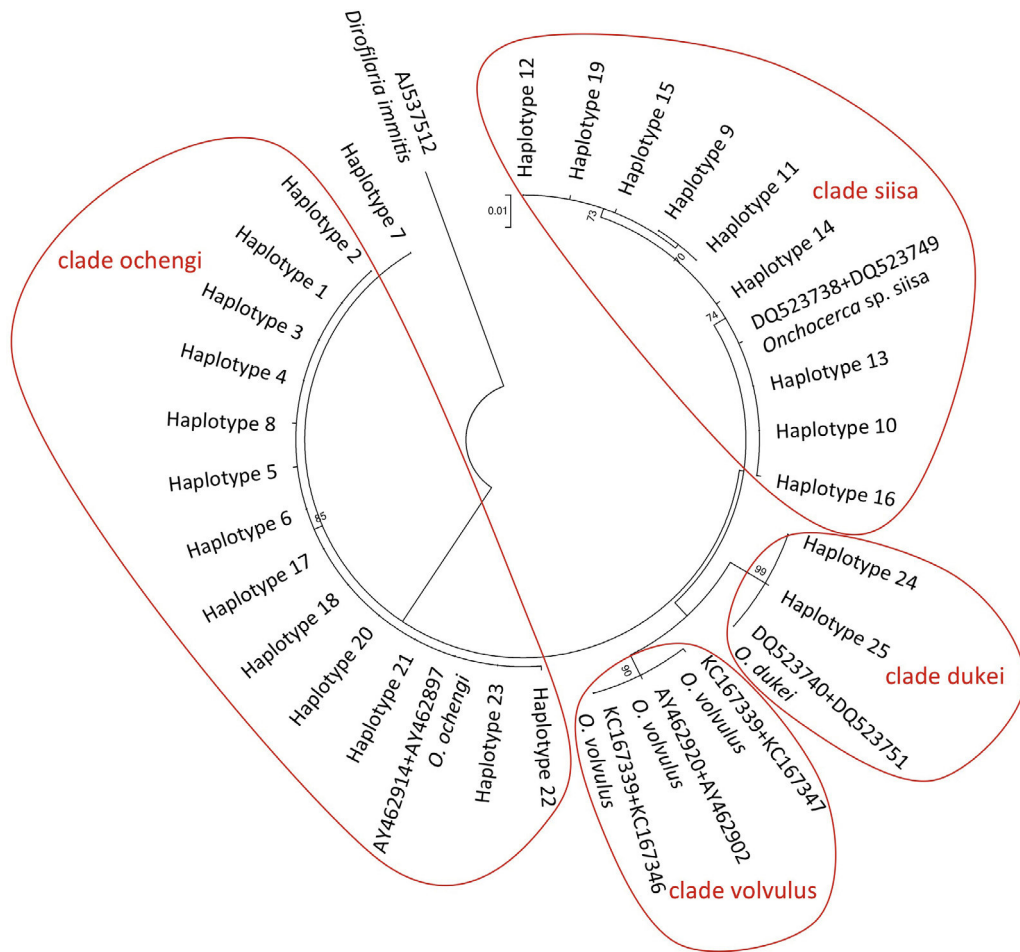 AJ537512
Dirofilaria immitis
Haplotype 12
Haplotype 19
Haplotype 15
Haplotype 9
Haplotype 11
clade siisa
Haplotype 14
DQ523738+DQ523749
Onchocerca sp. siisa
Haplotype 13
Haplotype 10
Haplotype 16
Haplotype 24
Haplotype 25
DQ523740+DQ523751
O. dukei
clade dukei
KC167339+KC167347
O. volvulus
AY462920+AY462902
O. volvulus
KC167339+KC167346
O. volvulus
clade volvulus
Haplotype 22
Haplotype 23
AY462914+AY462897
O. ochengi
Haplotype 21
Haplotype 20
Haplotype 18
Haplotype 17
Haplotype 6
Haplotype 5
Haplotype 8
Haplotype 4
Haplotype 3
Haplotype 1
Haplotype 2
Haplotype 7
clade ochengi
0.01
73
70
74
99
90
85